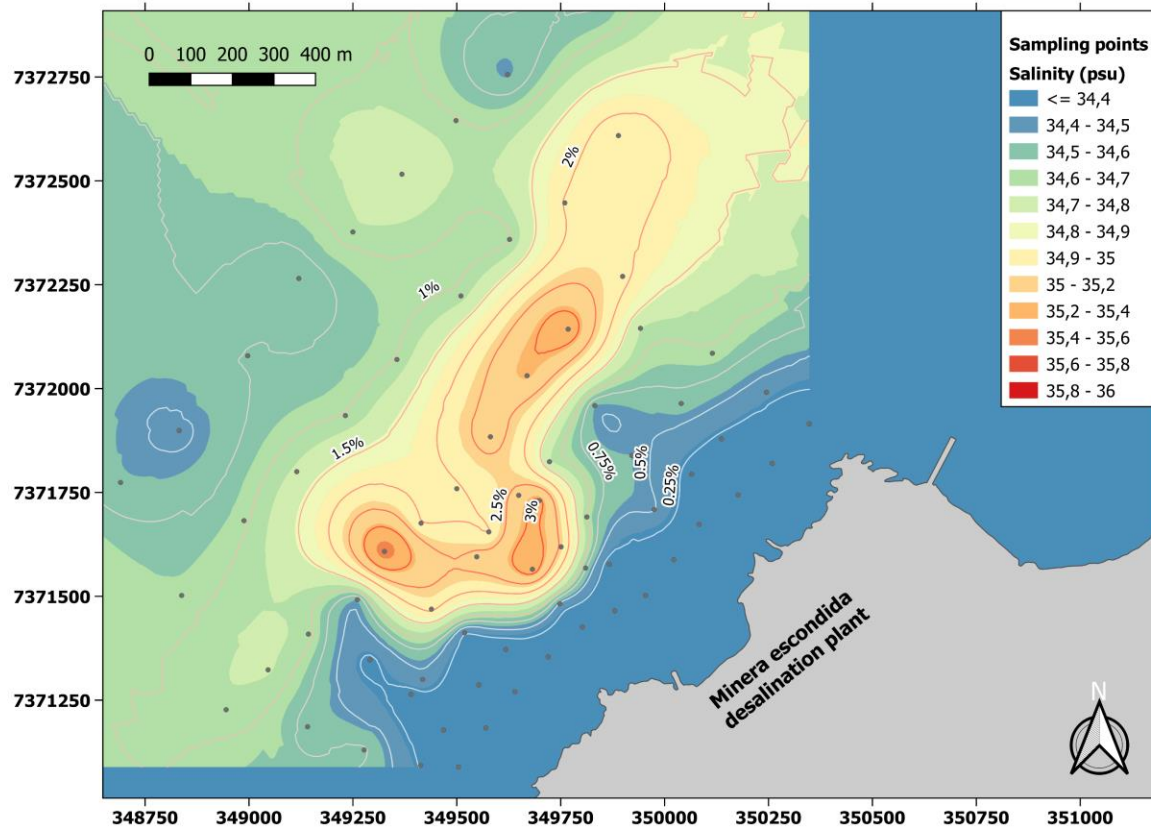 0 100 200 300 400 m
Sampling points
Salinity (psu)
<= 34,4
34,4 - 34,5
34,5 - 34,6
34,6 - 34,7
34,7 - 34,8
34,8 - 34,9
34,9 - 35
35 - 35,2
35,2 - 35,4
35,4 - 35,6
35,6 - 35,8
35,8 - 36
7372750
7372500
7372250
7372000
7371750
7371500
7371250
2%
1%
1.5%
0.75%
0.5%
0.25%
2.5%
3%
Minera escondida
desalination plant
N
348750 349000 349250 349500 349750 350000 350250 350500 350750 351000